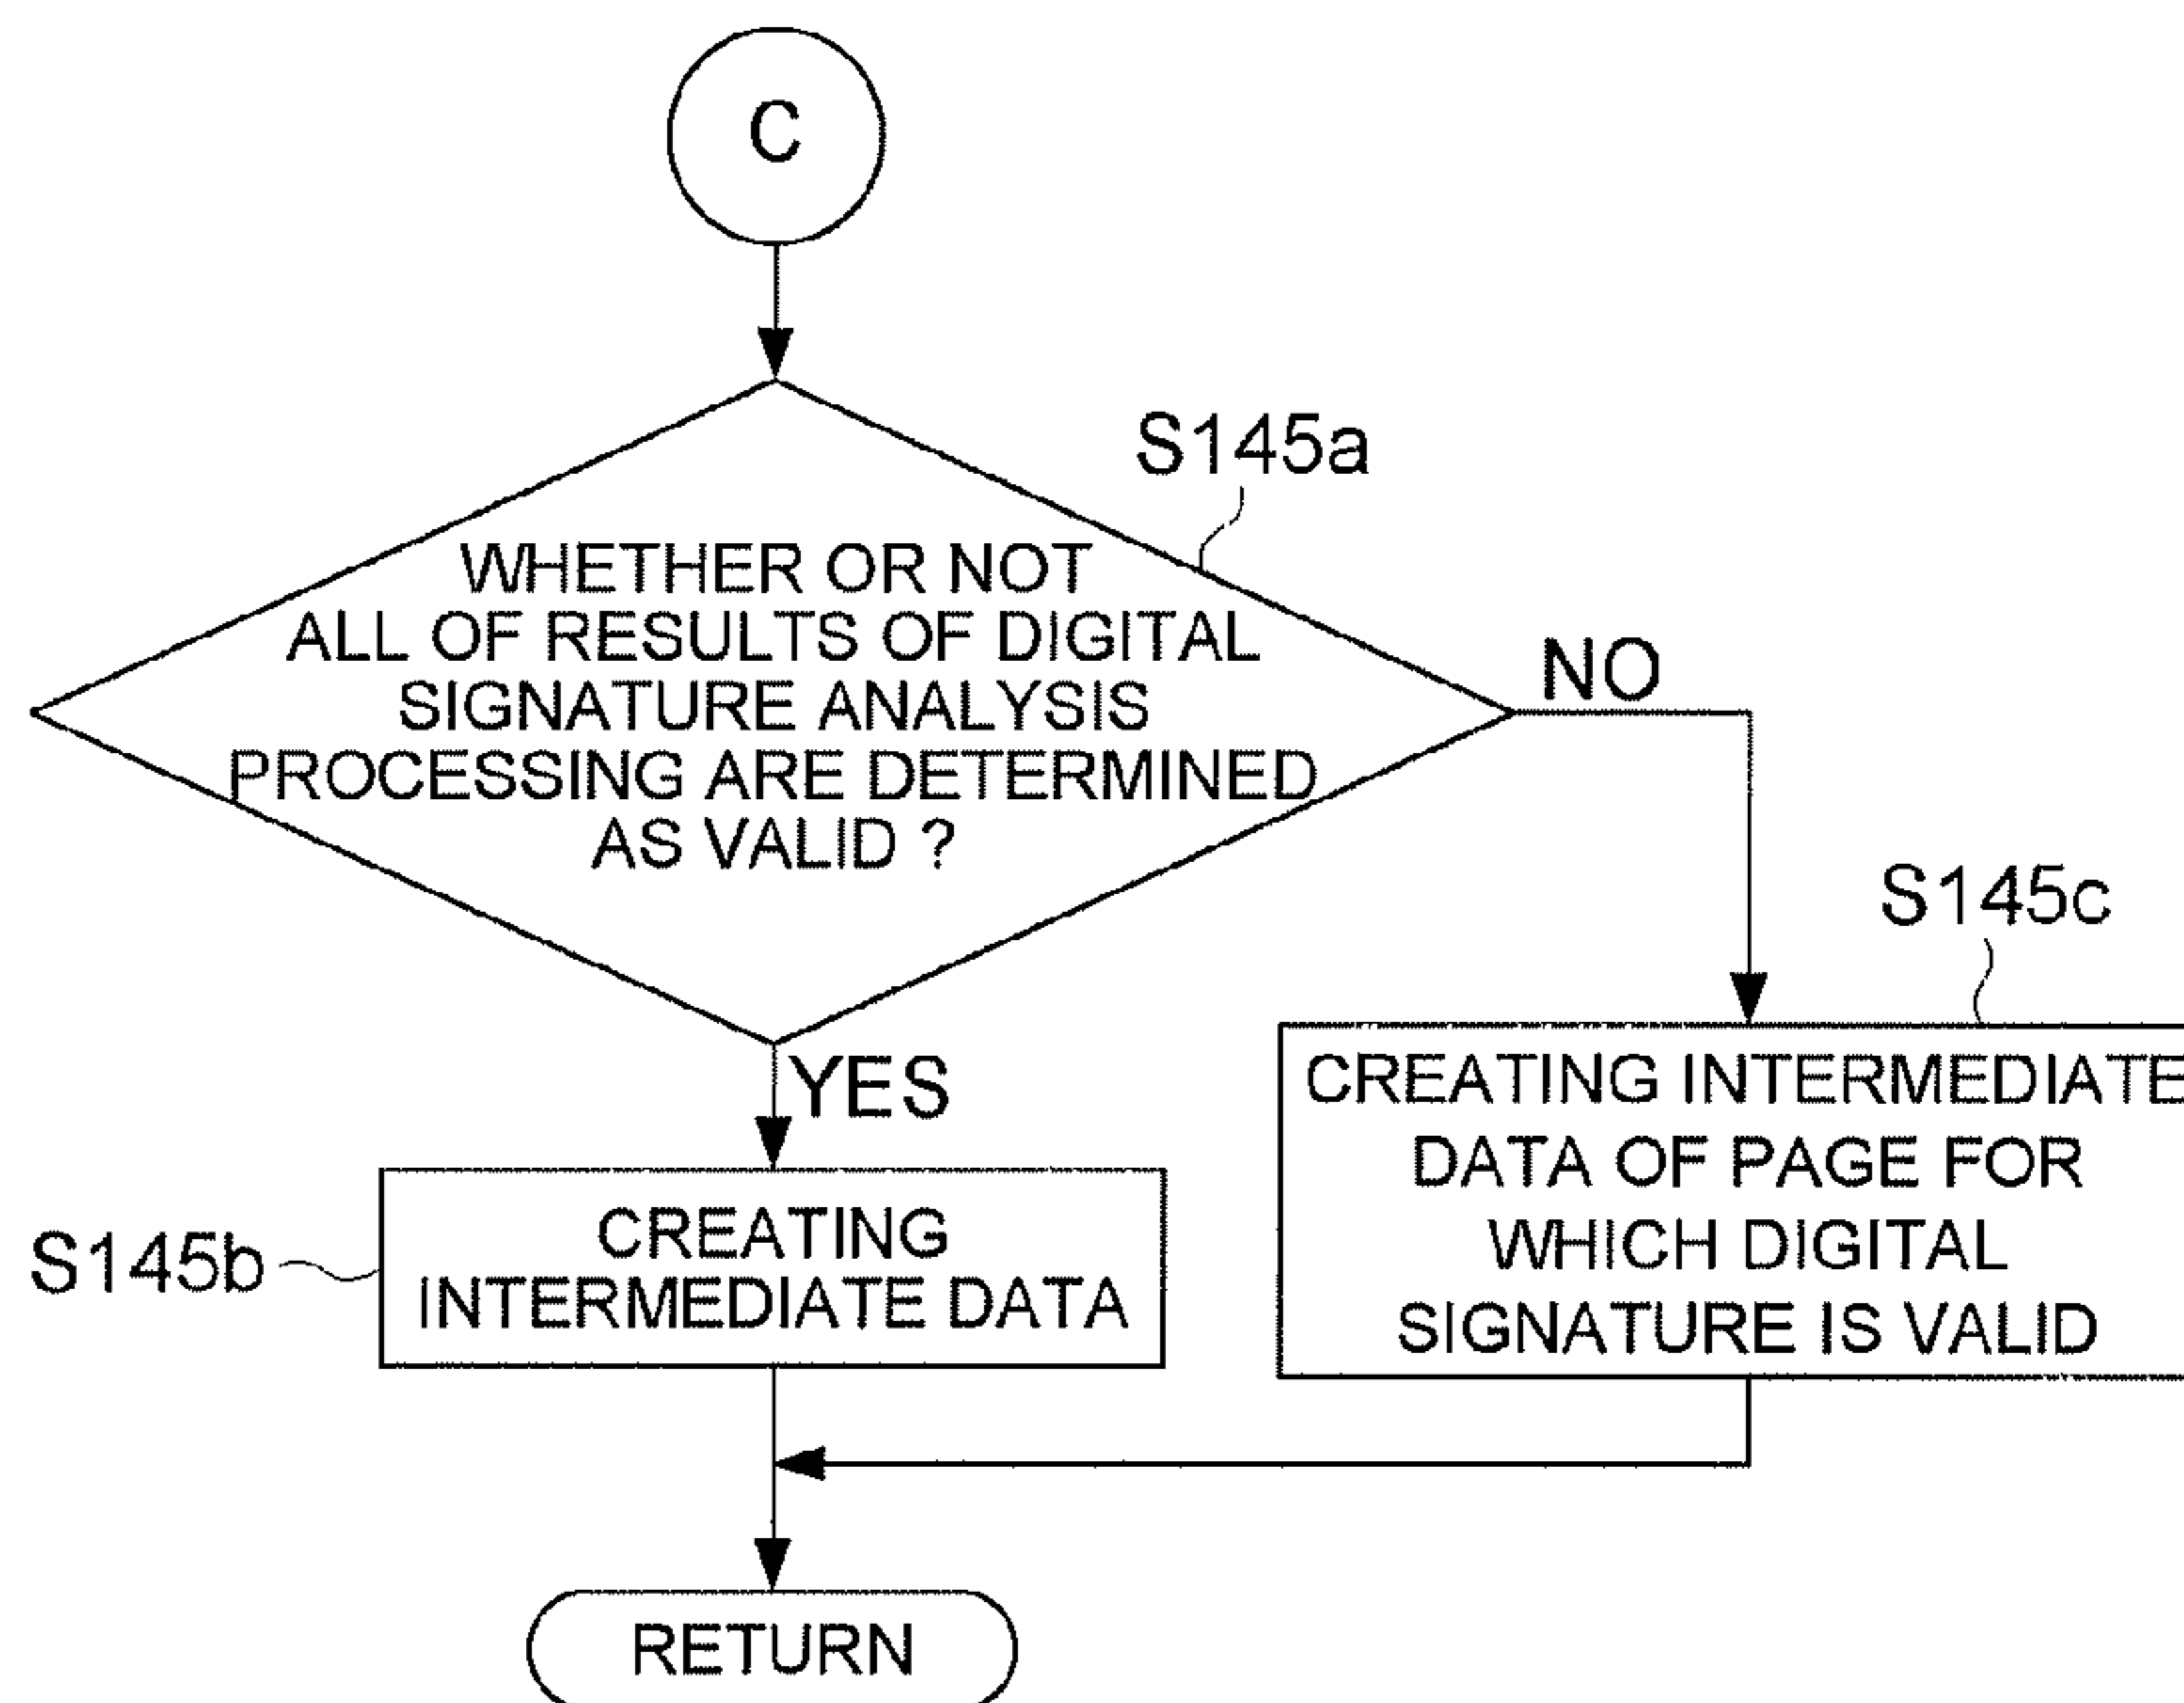 C
S145a
WHETHER OR NOT
ALL OF RESULTS OF DIGITAL
SIGNATURE ANALYSIS
PROCESSING ARE DETERMINED
AS VALID ?
NO
S145c
YES
CREATING INTERMEDIATE
DATA OF PAGE FOR
WHICH DIGITAL
SIGNATURE IS VALID
S145b
CREATING
INTERMEDIATE DATA
RETURN